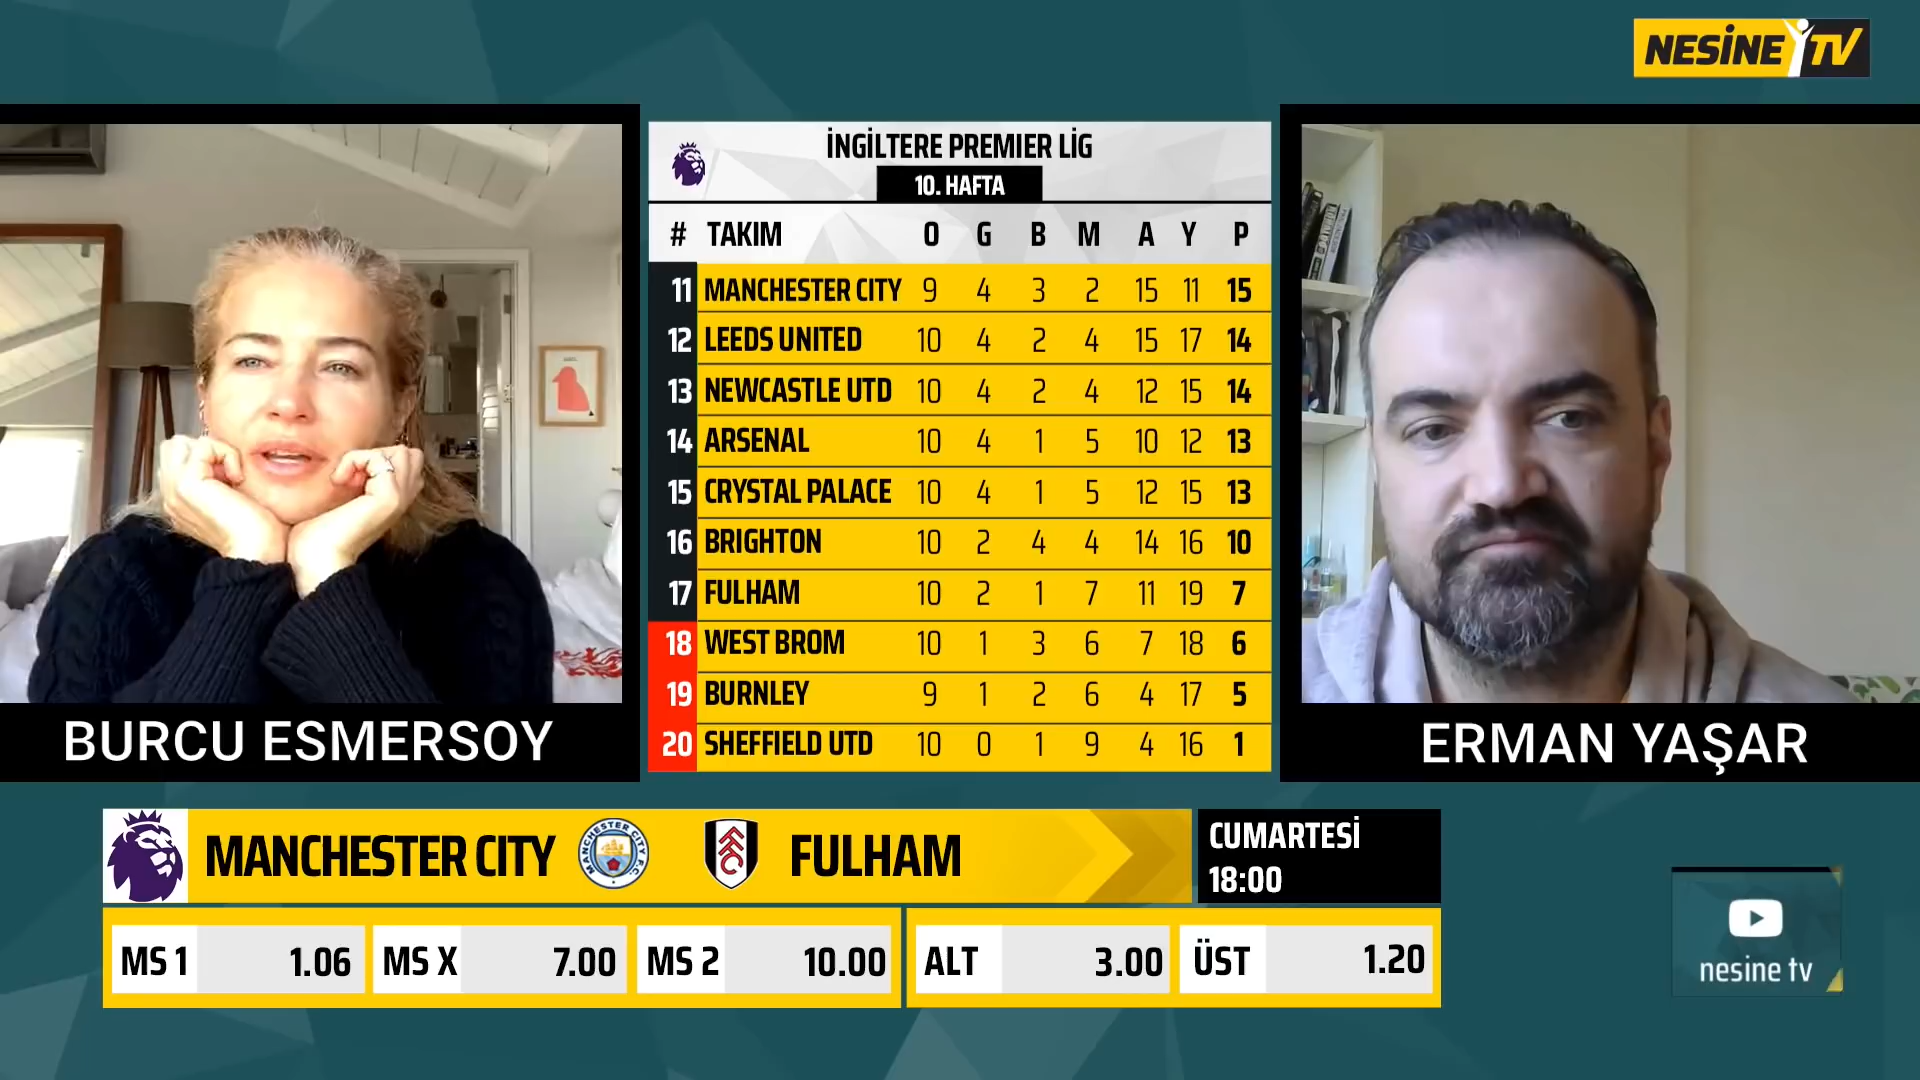 NESİNE TV
İNGİLTERE PREMIER LİG
10. HAFTA
# TAKIM O G B M A Y P
11 MANCHESTER CITY 9 4 3 2 15 11 15
12 LEEDS UNITED 10 4 2 4 15 17 14
13 NEWCASTLE UTD 10 4 2 4 12 15 14
14 ARSENAL 10 4 1 5 10 12 13
15 CRYSTAL PALACE 10 4 1 5 12 15 13
16 BRIGHTON 10 2 4 4 14 16 10
17 FULHAM 10 2 1 7 11 19 7
18 WEST BROM 10 1 3 6 7 18 6
19 BURNLEY 9 1 2 6 4 17 5
20 SHEFFIELD UTD 10 0 1 9 4 16 1
BURCU ESMERSOY
ERMAN YAŞAR
MANCHESTER CITY FULHAM
CUMARTESİ
18:00
MS 1 1.06 MS X 7.00 MS 2 10.00 ALT 3.00 ÜST 1.20
nesine tv